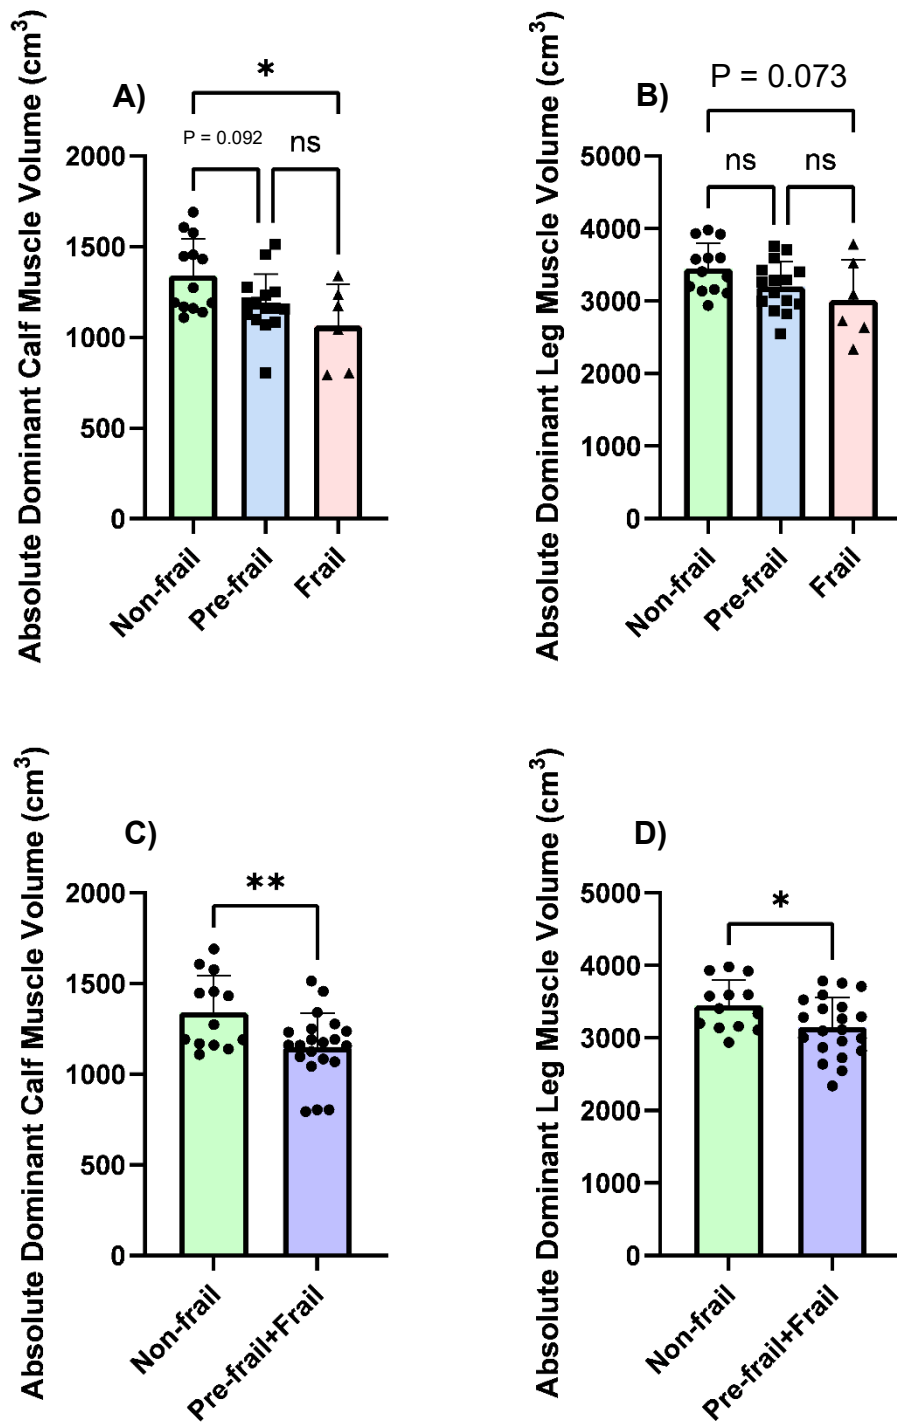 A)
Absolute Dominant Calf Muscle Volume (cm³)
*
P = 0.092
ns
2000
1500
1000
500
0
Non-frail
Pre-frail
Frail
B)
Absolute Dominant Leg Muscle Volume (cm³)
P = 0.073
ns
ns
5000
4000
3000
2000
1000
0
Non-frail
Pre-frail
Frail
C)
Absolute Dominant Calf Muscle Volume (cm³)
**
2000
1500
1000
500
0
Non-frail
Pre-frail+Frail
D)
Absolute Dominant Leg Muscle Volume (cm³)
*
5000
4000
3000
2000
1000
0
Non-frail
Pre-frail+Frail